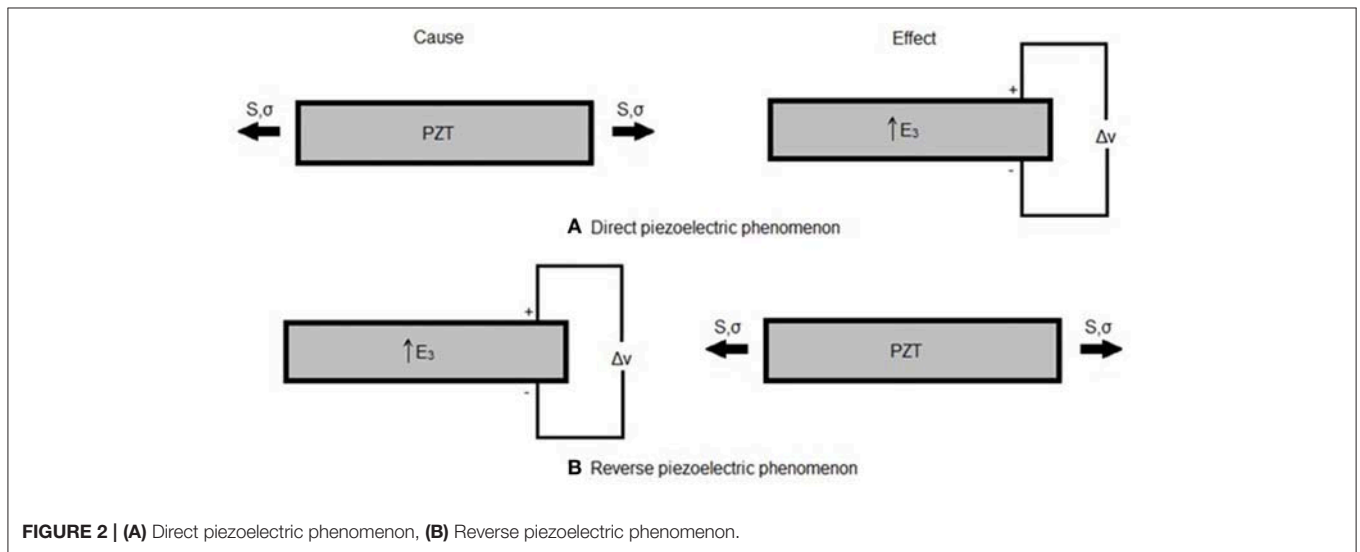 Cause
Effect
S,σ
PZT
S,σ
+
↑E₃
Δv
-
A Direct piezoelectric phenomenon
+
↑E₃
Δv
-
S,σ
PZT
S,σ
B Reverse piezoelectric phenomenon
FIGURE 2 | (A) Direct piezoelectric phenomenon, (B) Reverse piezoelectric phenomenon.